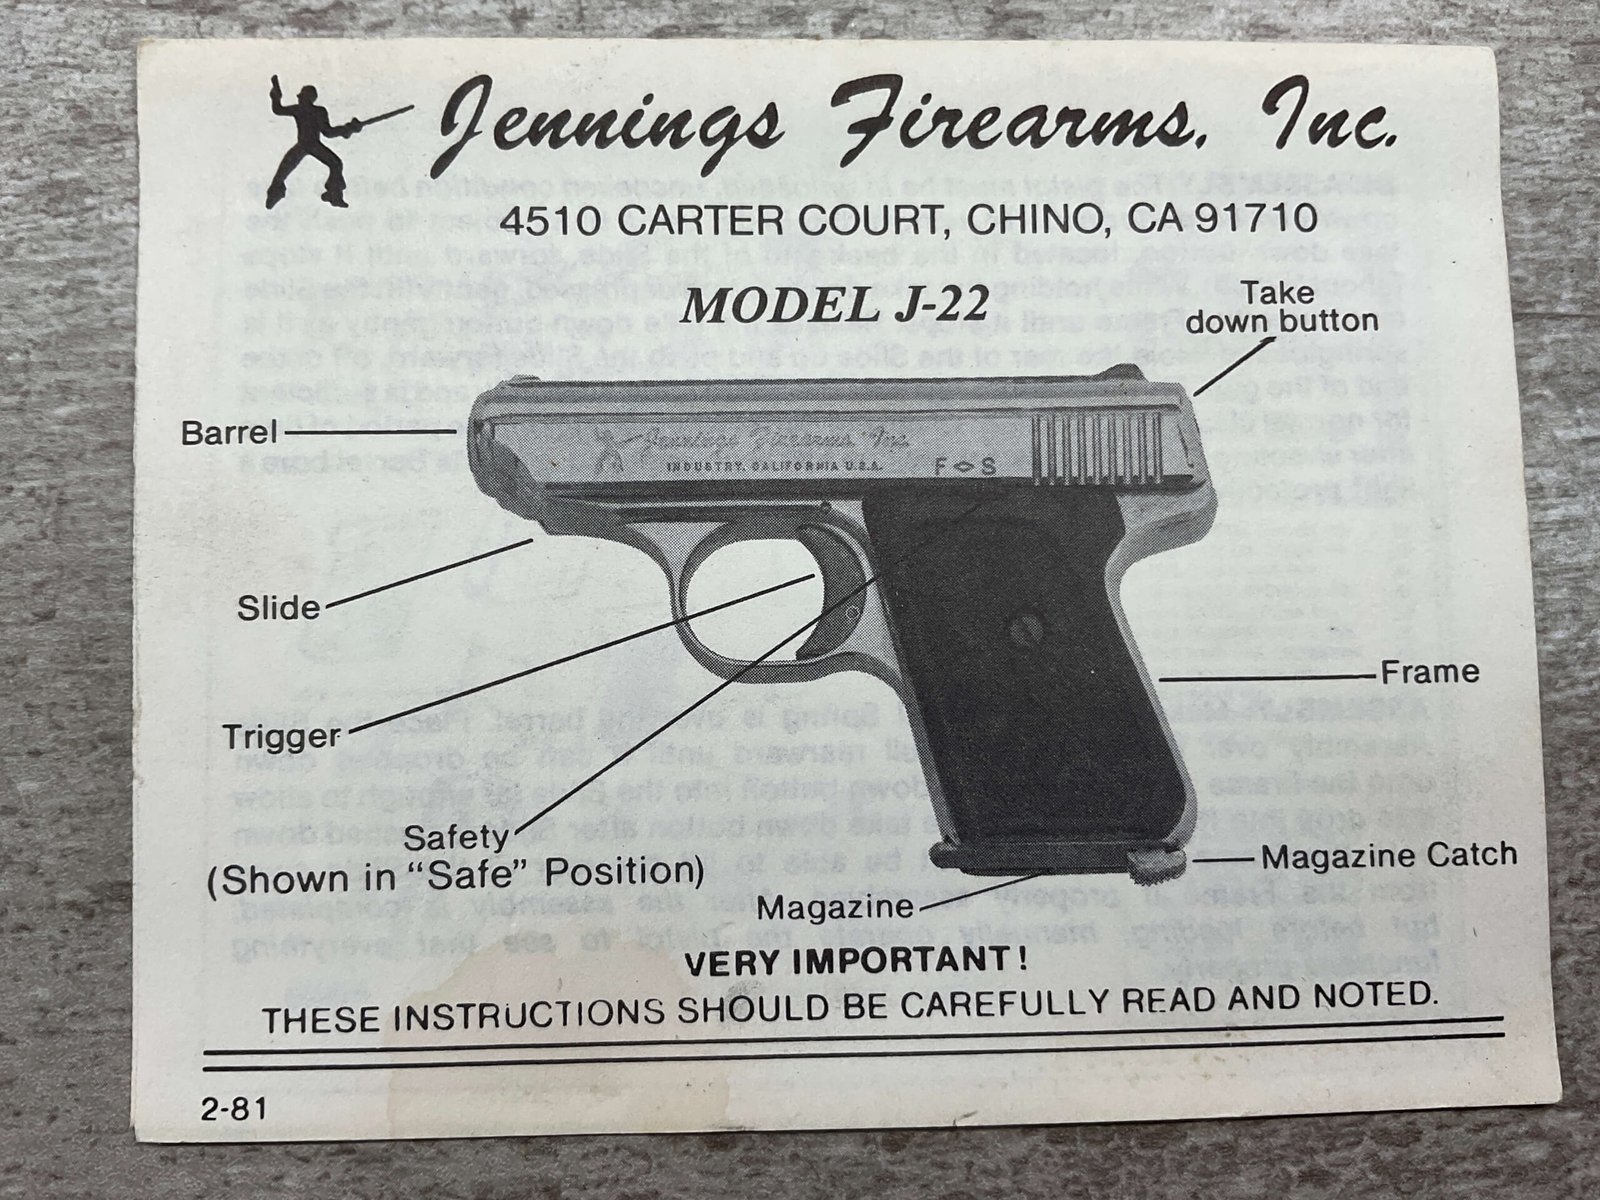 Jennings Firearms, Inc.
4510 CARTER COURT, CHINO, CA 91710
MODEL J-22
Take
down button
Barrel
Jennings Firearms, Inc.
INDUSTRY, CALIFORNIA U.S.A.
F<>S
Slide
Trigger
Frame
Safety
(Shown in "Safe" Position)
Magazine Catch
Magazine
VERY IMPORTANT!
THESE INSTRUCTIONS SHOULD BE CAREFULLY READ AND NOTED.
2-81